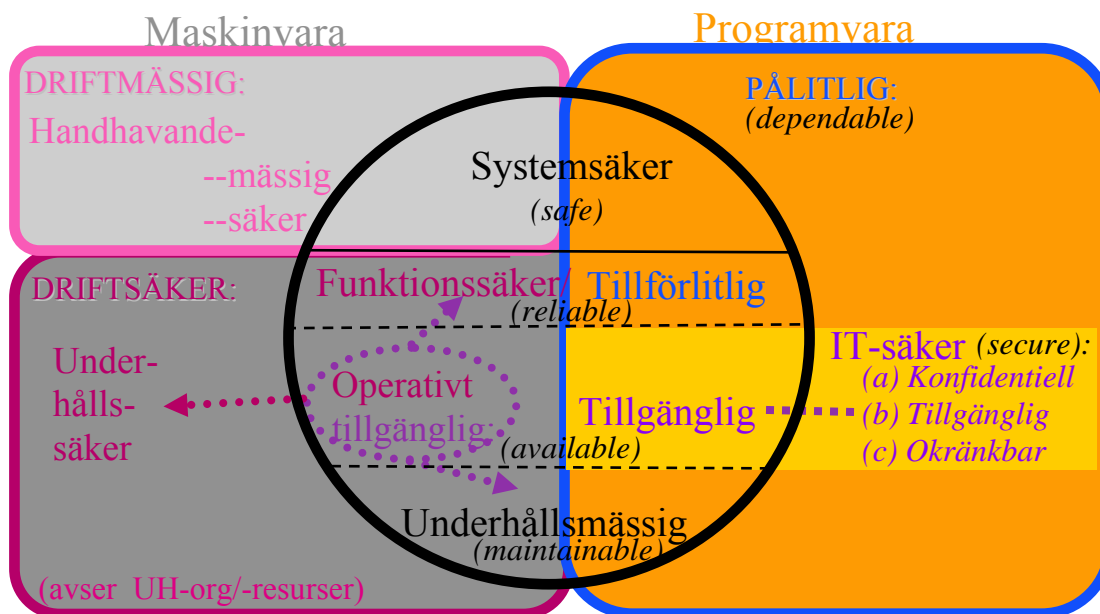 Maskinvara
Programvara
DRIFTMÄSSIG:
Handhavande-
--mässig
--säker
PÅLITLIG:
(dependable)
Systemsäker
(safe)
DRIFTSÄKER:
Funktionssäker/ Tillförlitlig
(reliable)
Under-
hålls-
säker
Operativt
tillgänglig:
(available)
Tillgänglig
IT-säker (secure):
(a) Konfidentiell
(b) Tillgänglig
(c) Okränkbar
Underhållsmässig
(maintainable)
(avser UH-org/-resurser)